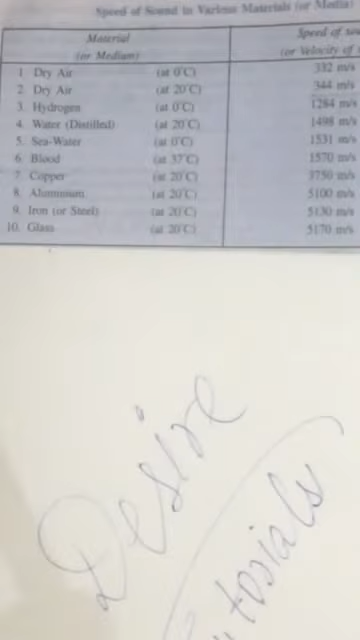 Speed of Sound in Various Materials (or Media)
Material Speed of
(or Medium) (or Velocity of
1. Dry Air (at 0°C) 332 m/s
2. Dry Air (at 20°C) 344 m/s
3. Hydrogen (at 0°C) 1284 m/s
4. Water (Distilled) (at 20°C) 1498 m/s
5. Sea-Water (at 0°C) 1531 m/s
6. Blood (at 37°C) 1570 m/s
7. Copper (at 20°C) 3750 m/s
8. Aluminium (at 20°C) 5100 m/s
9. Iron (or Steel) (at 20°C) 5130 m/s
10. Glass (at 20°C) 5170 m/s
Desire
utorials